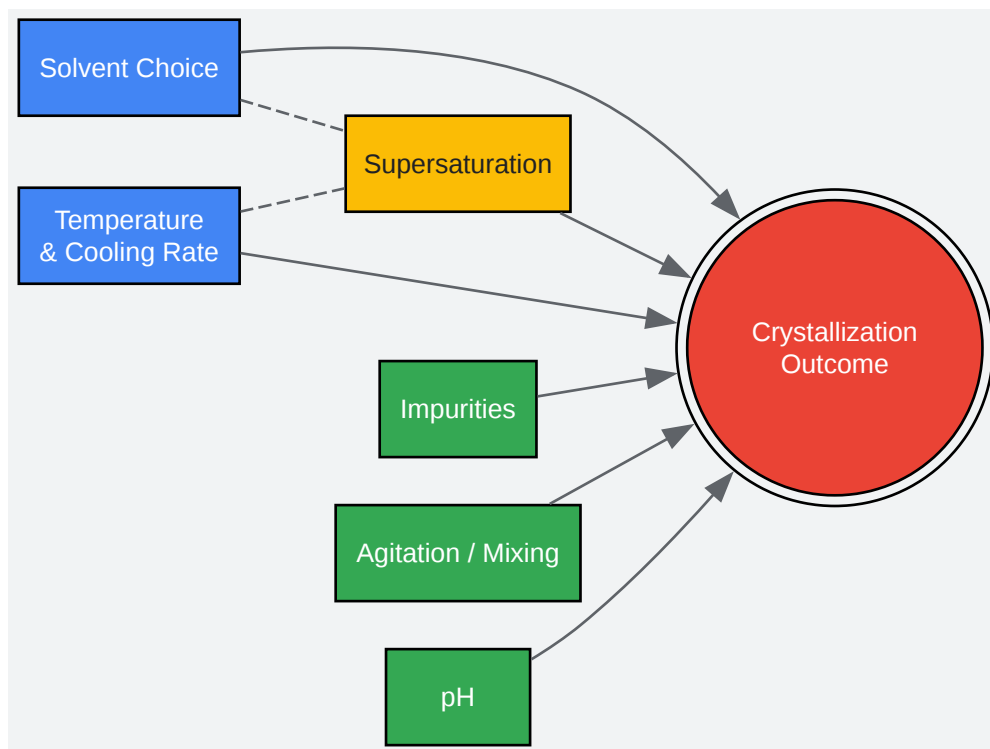 Solvent Choice
Supersaturation
Temperature
& Cooling Rate
Crystallization
Outcome
Impurities
Agitation / Mixing
pH